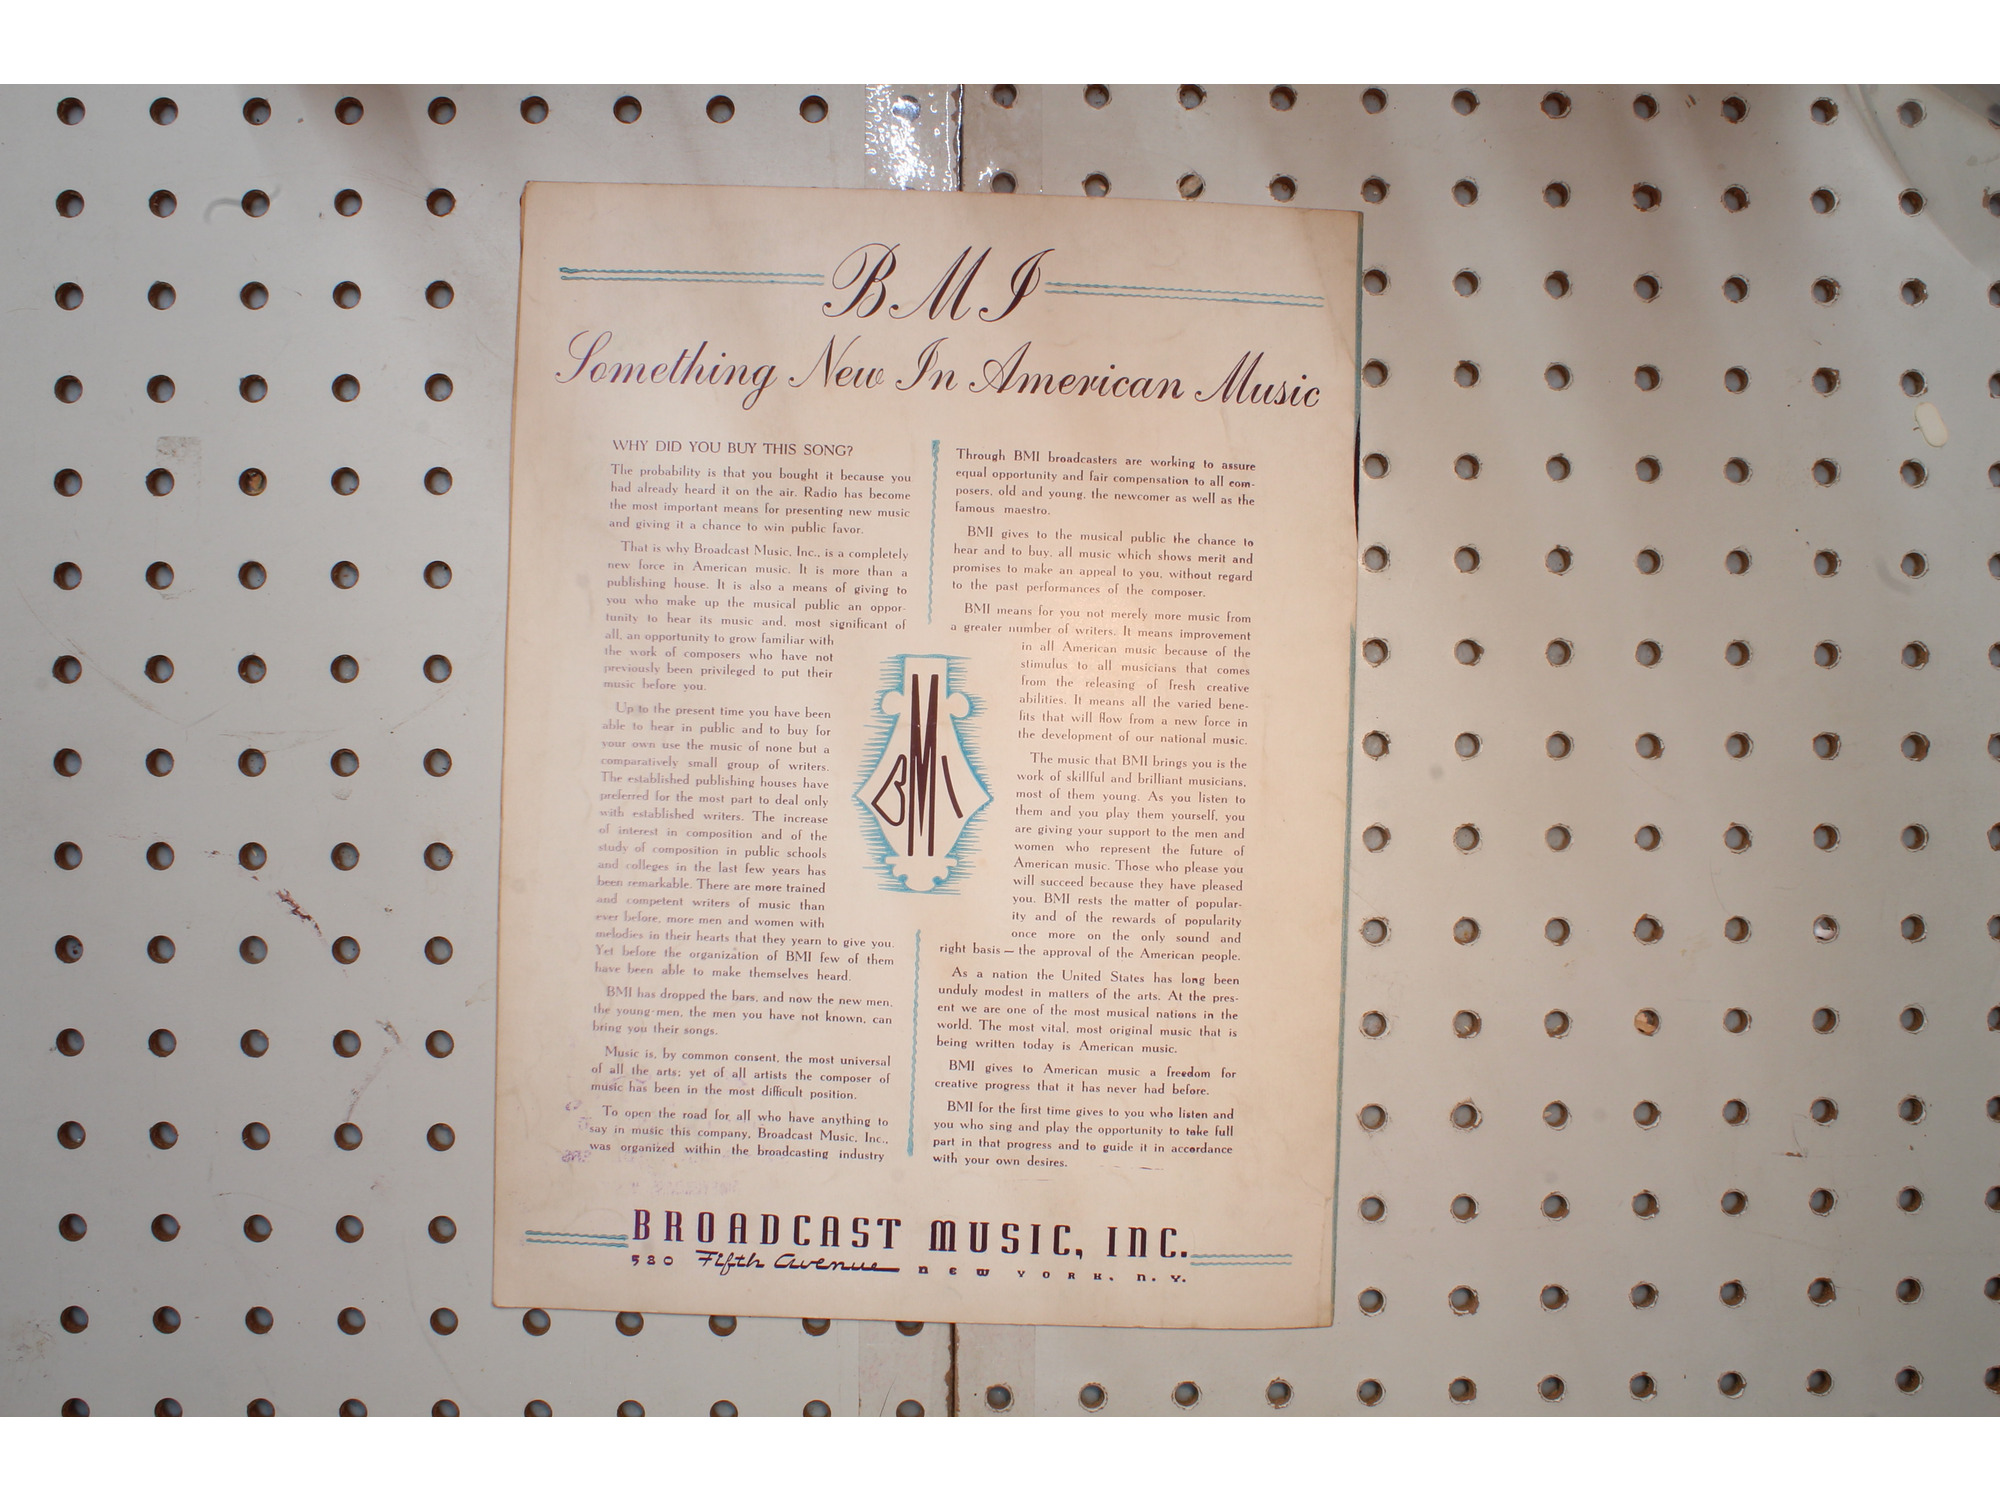 BMI
Something New In American Music
WHY DID YOU BUY THIS SONG?
The probability is that you bought it because you
had already heard it on the air. Radio has become
the most important means for presenting new music
and giving it a chance to win public favor.
That is why Broadcast Music, Inc., is a completely
new force in American music. It is more than a
publishing house. It is also a means of giving to
you who make up the musical public an oppor-
tunity to hear its music and, most significant of
all, an opportunity to grow familiar with
the work of composers who have not
previously been privileged to put their
music before you.
Up to the present time you have been
able to hear in public and to buy for
your own use the music of none but a
comparatively small group of writers.
The established publishing houses have
preferred for the most part to deal only
with established writers. The increase
of interest in composition and of the
study of composition in public schools
and colleges in the last few years has
been remarkable. There are more trained
and competent writers of music than
ever before, more men and women with
melodies in their hearts that they yearn to give you.
Yet before the organization of BMI few of them
have been able to make themselves heard.
BMI has dropped the bars, and now the new men,
the young men, the men you have not known, can
bring you their songs.
Music is, by common consent, the most universal
of all the arts; yet of all artists the composer of
music has been in the most difficult position.
To open the road for all who have anything to
say in music this company, Broadcast Music, Inc.,
was organized within the broadcasting industry
Through BMI broadcasters are working to assure
equal opportunity and fair compensation to all com-
posers, old and young, the newcomer as well as the
famous maestro.
BMI gives to the musical public the chance to
hear and to buy, all music which shows merit and
promises to make an appeal to you, without regard
to the past performances of the composer.
BMI means for you not merely more music from
a greater number of writers. It means improvement
in all American music because of the
stimulus to all musicians that comes
from the releasing of fresh creative
abilities. It means all the varied bene-
fits that will flow from a new force in
the development of our national music.
The music that BMI brings you is the
work of skillful and brilliant musicians,
most of them young. As you listen to
them and you play them yourself, you
are giving your support to the men and
women who represent the future of
American music. Those who please you
will succeed because they have pleased
you. BMI rests the matter of popular-
ity and of the rewards of popularity
once more on the only sound and
right basis — the approval of the American people.
As a nation the United States has long been
unduly modest in matters of the arts. At the pres-
ent we are one of the most musical nations in the
world. The most vital, most original music that is
being written today is American music.
BMI gives to American music a freedom for
creative progress that it has never had before.
BMI for the first time gives to you who listen and
you who sing and play the opportunity to take full
part in that progress and to guide it in accordance
with your own desires.
BMI
BROADCAST MUSIC, INC.
580 Fifth Avenue NEW YORK, N. Y.